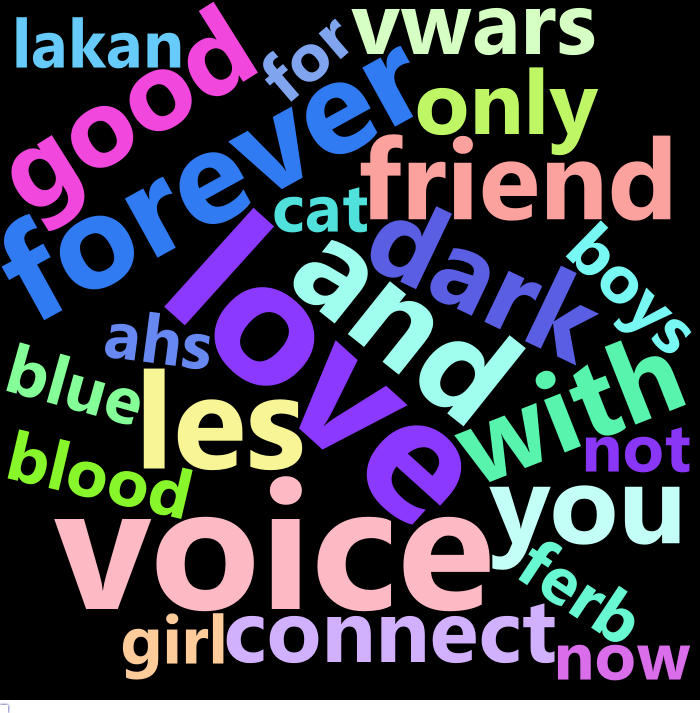 lakan
good
for
vwars
forever
only
friend
cat
dark
boys
love
and
ahs
blue
les
with
not
blood
voice
you
ferb
girl
connect
now